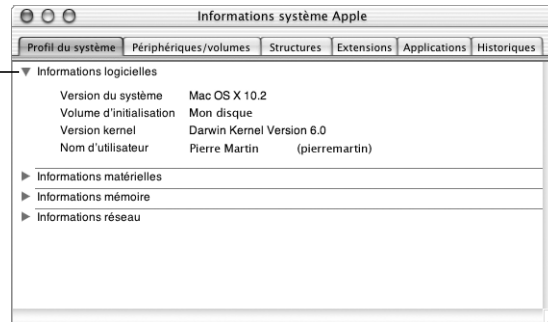 Informations système Apple
Profil du système Périphériques/volumes Structures Extensions Applications Historiques
Informations logicielles
Version du système Mac OS X 10.2
Volume d'initialisation Mon disque
Version kernel Darwin Kernel Version 6.0
Nom d'utilisateur Pierre Martin (pierremartin)
Informations matérielles
Informations mémoire
Informations réseau